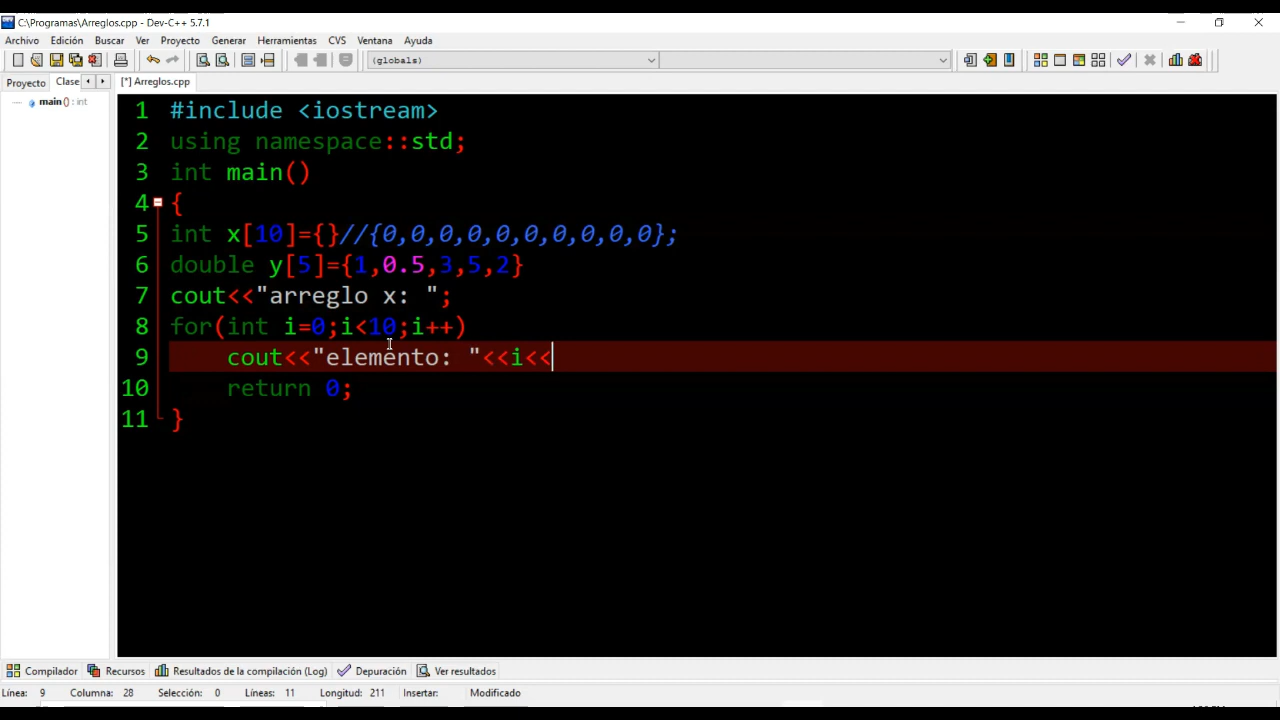 C:\Programas\Arreglos.cpp - Dev-C++ 5.7.1
Archivo Edición Buscar Ver Proyecto Generar Herramientas CVS Ventana Ayuda
(globals)
Proyecto Clase [*] Arreglos.cpp
main() : int
1 #include <iostream>
2 using namespace::std;
3 int main()
4 {
5 int x[10]={}//{0,0,0,0,0,0,0,0,0,0};
6 double y[5]={1,0.5,3,5,2}
7 cout<<"arreglo x: ";
8 for(int i=0;i<10;i++)
9 cout<<"elemento: "<<i<<
10 return 0;
11 }
Compilador Recursos Resultados de la compilación (Log) Depuración Ver resultados
Línea: 9 Columna: 28 Selección: 0 Líneas: 11 Longitud: 211 Insertar: Modificado